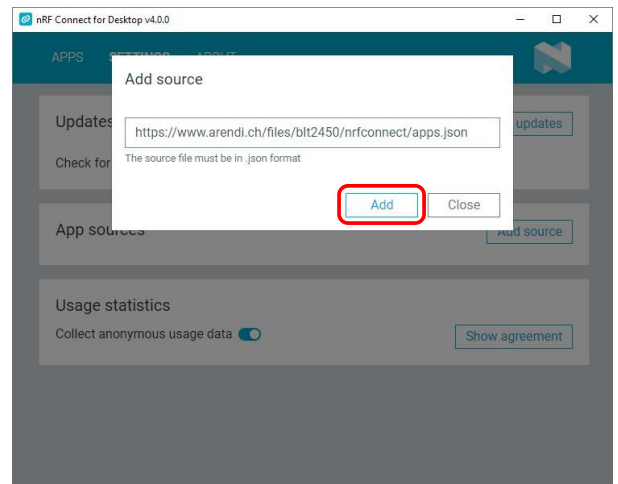 nRF Connect for Desktop v4.0.0
APPS SETTINGS ABOUT
Add source
Updates
updates
https://www.arendi.ch/files/blt2450/nrfconnect/apps.json
The source file must be in .json format
Check for
Add
Close
App sources
Add source
Usage statistics
Collect anonymous usage data
Show agreement